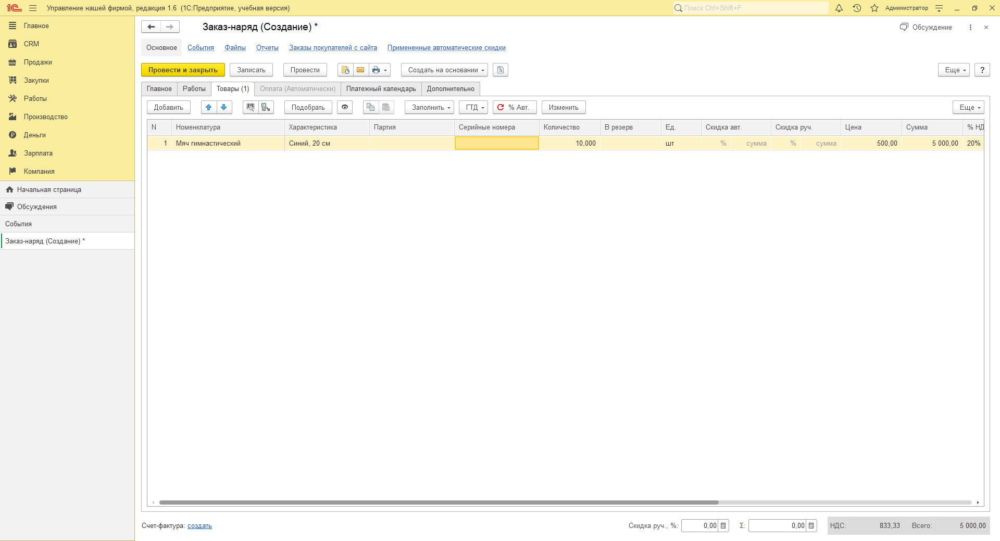 Управление нашей фирмой, редакция 1.6 (1С:Предприятие, учебная версия)
Поиск Ctrl+Shift+F
Администратор
Главное
CRM
Продажи
Закупки
Работы
Производство
Деньги
Зарплата
Компания
Начальная страница
Обсуждения
События
Заказ-наряд (Создание) *
Заказ-наряд (Создание) *
Обсуждение
Основное События Файлы Отчеты Заказы покупателей с сайта Примененные автоматические скидки
Провести и закрыть Записать Провести Создать на основании Еще ?
Главное Работы Товары (1) Оплата (Автоматически) Платежный календарь Дополнительно
Добавить Подобрать Заполнить ГТД % Авт. Изменить Еще
N Номенклатура Характеристика Партия Серийные номера Количество В резерв Ед. Скидка авт. Скидка руч. Цена Сумма % НД
1 Мяч гимнастический Синий, 20 см 10,000 шт % сумма % сумма 500,00 5 000,00 20%
Счет-фактура: создать
Скидка руч., %: 0,00 Σ: 0,00 НДС: 833,33 Всего: 5 000,00